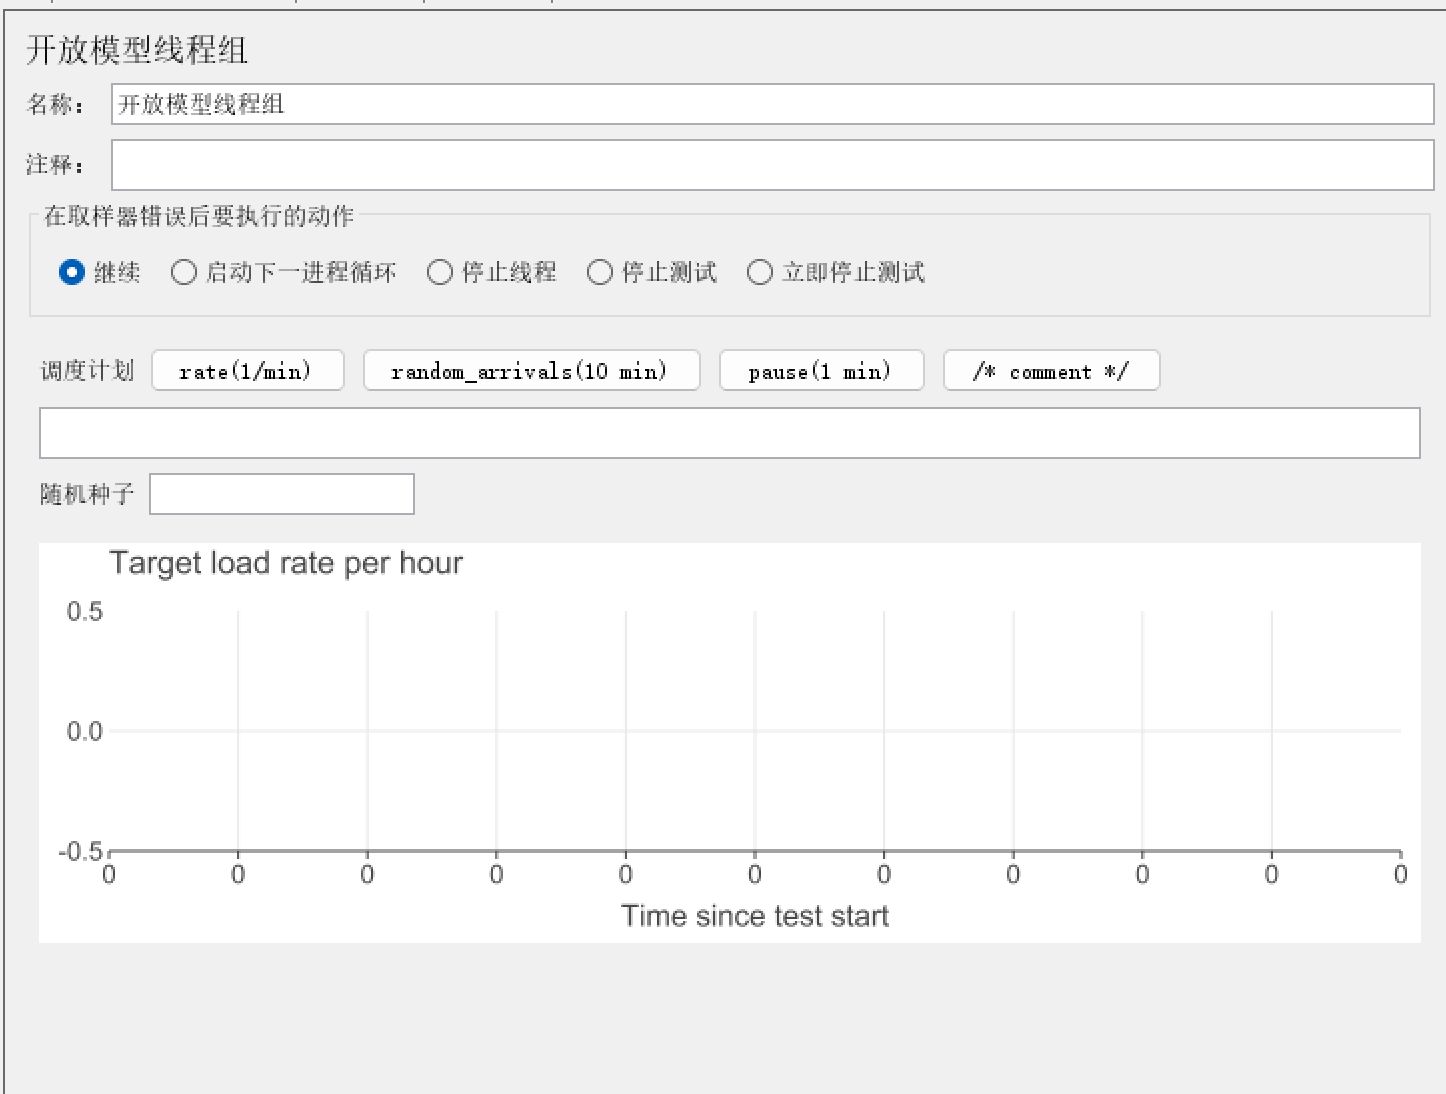 开放模型线程组
名称： 开放模型线程组
注释：
在取样器错误后要执行的动作
继续 启动下一进程循环 停止线程 停止测试 立即停止测试
调度计划 rate(1/min) random_arrivals(10 min) pause(1 min) /* comment */
随机种子
Target load rate per hour
0.5
0.0
-0.5
0 0 0 0 0 0 0 0 0 0 0
Time since test start